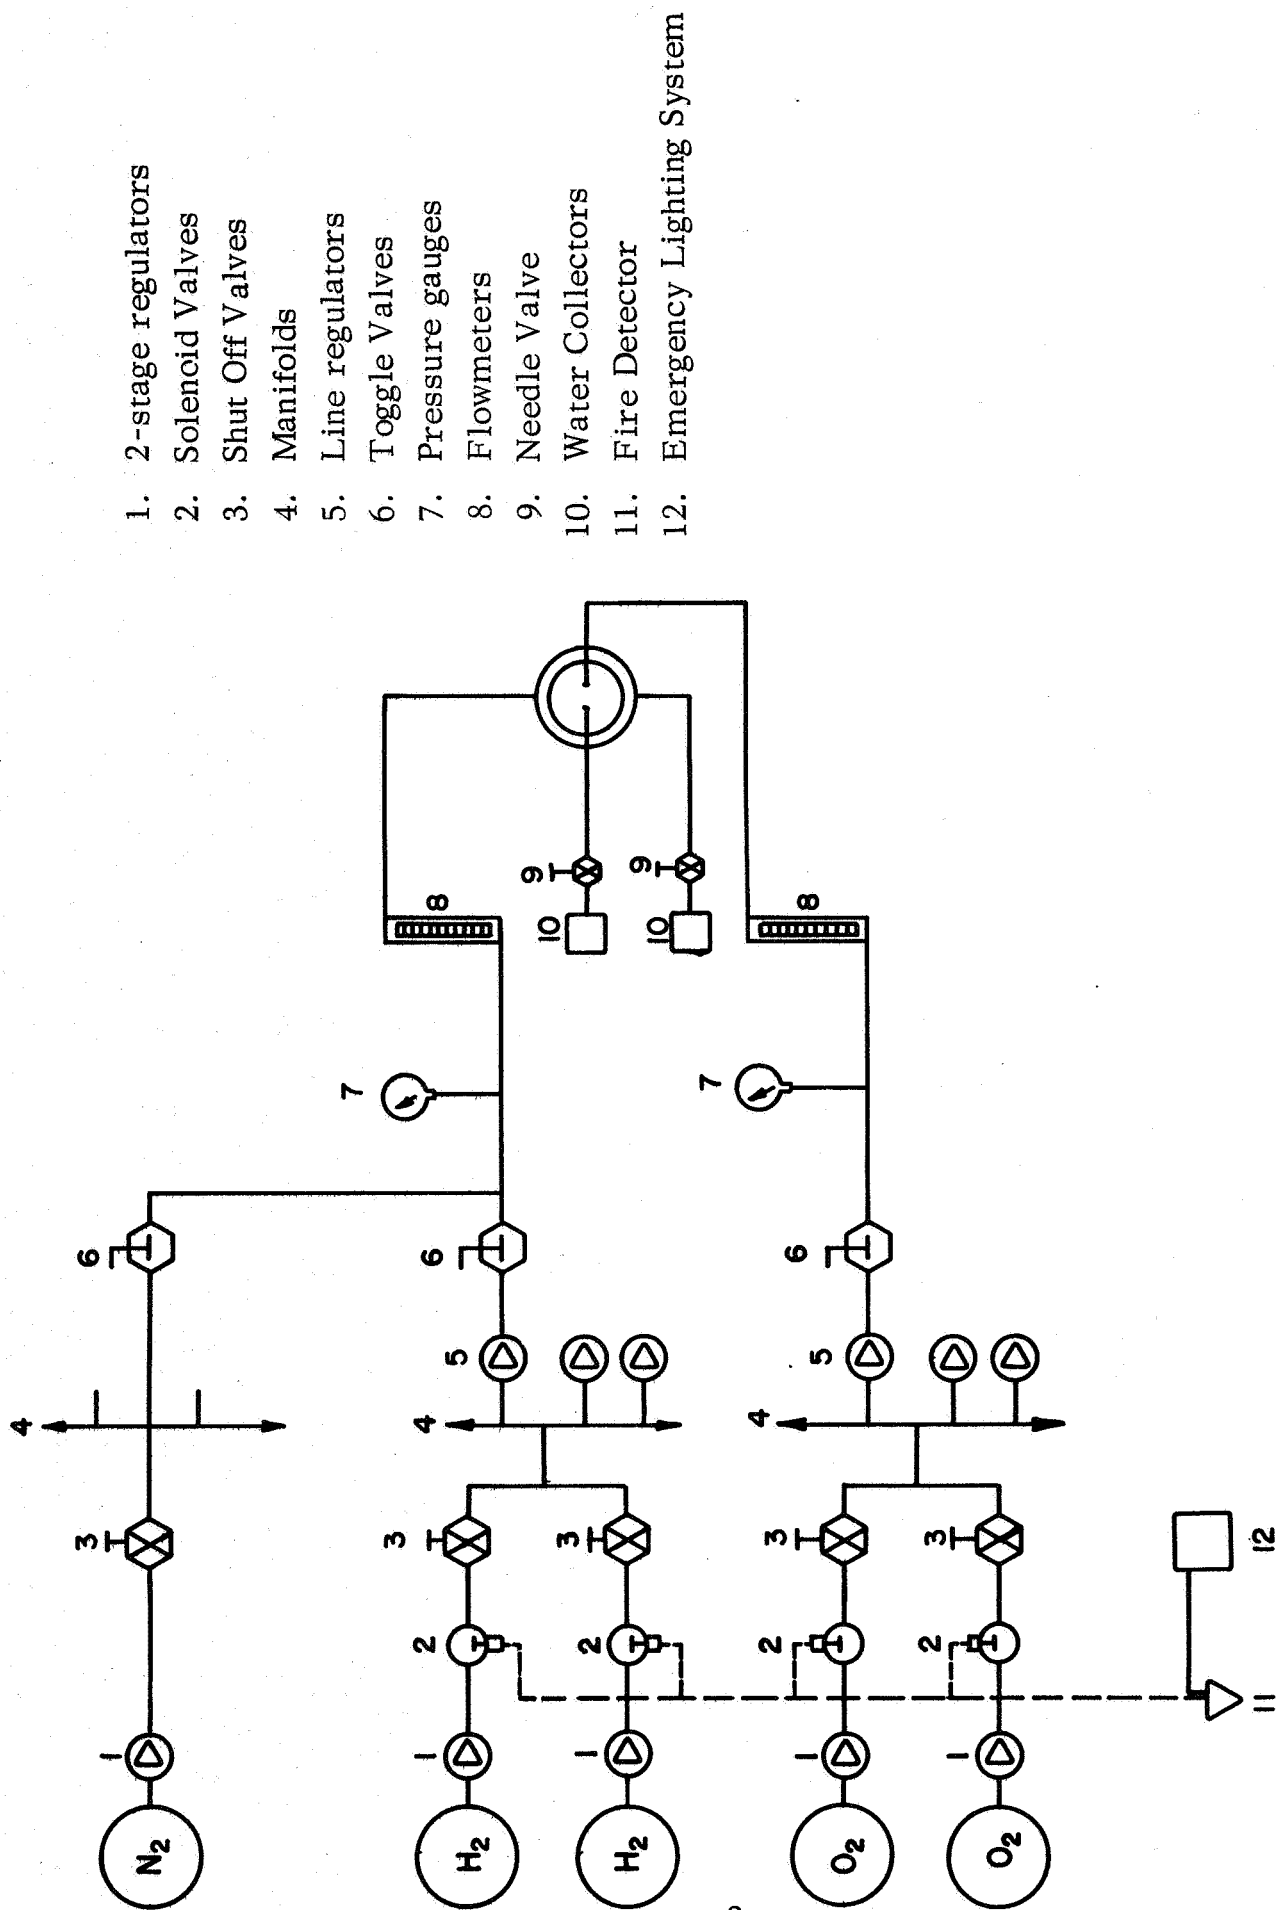 1. 2-stage regulators
2. Solenoid Valves
3. Shut Off Valves
4. Manifolds
5. Line regulators
6. Toggle Valves
7. Pressure gauges
8. Flowmeters
9. Needle Valve
10. Water Collectors
11. Fire Detector
12. Emergency Lighting System
N2
1
3
4
6
H2
1
2
3
4
5
6
7
8
H2
1
2
3
10
9
10
9
O2
1
2
3
4
5
6
7
8
O2
1
2
3
11
12